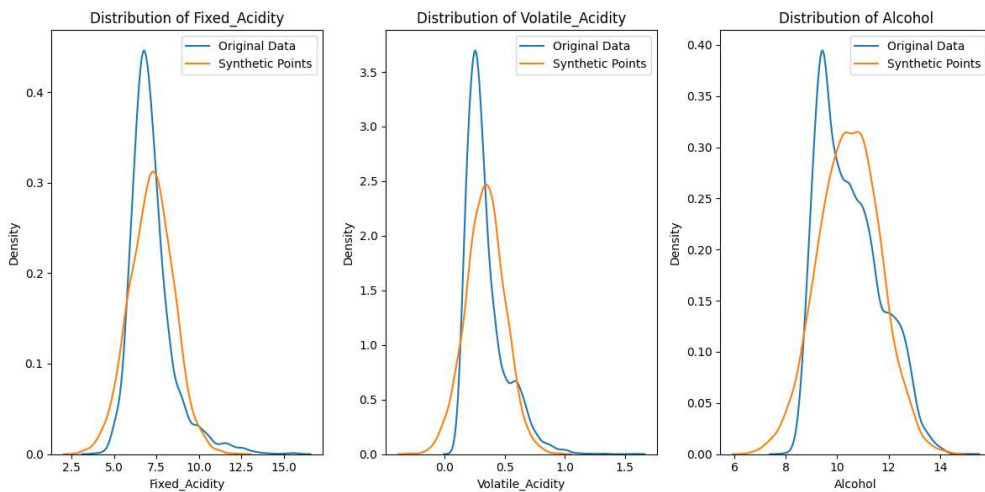 Distribution of Fixed_Acidity
Original Data
Synthetic Points
0.4
0.3
0.2
0.1
0.0
Density
2.5 5.0 7.5 10.0 12.5 15.0
Fixed_Acidity
Distribution of Volatile_Acidity
Original Data
Synthetic Points
3.5
3.0
2.5
2.0
1.5
1.0
0.5
0.0
Density
0.0 0.5 1.0 1.5
Volatile_Acidity
Distribution of Alcohol
Original Data
Synthetic Points
0.40
0.35
0.30
0.25
0.20
0.15
0.10
0.05
0.00
Density
6 8 10 12 14
Alcohol